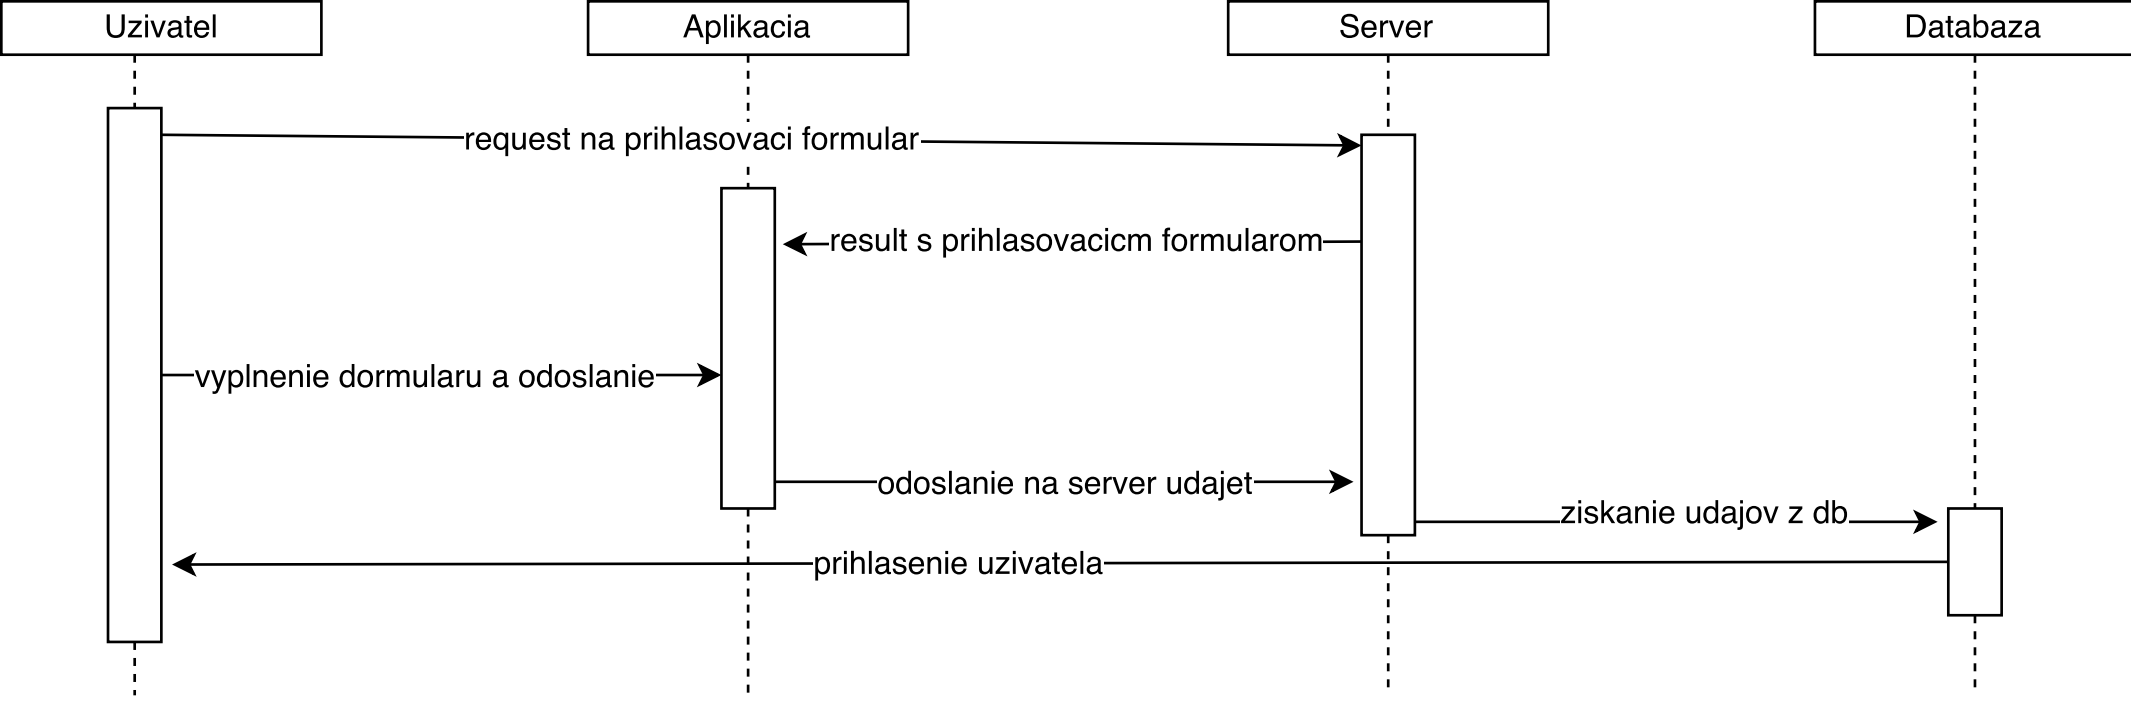 Uzivatel
Aplikacia
Server
Databaza
request na prihlasovaci formular
result s prihlasovacicm formularom
vyplnenie dormularu a odoslanie
odoslanie na server udajet
ziskanie udajov z db
prihlasenie uzivatela